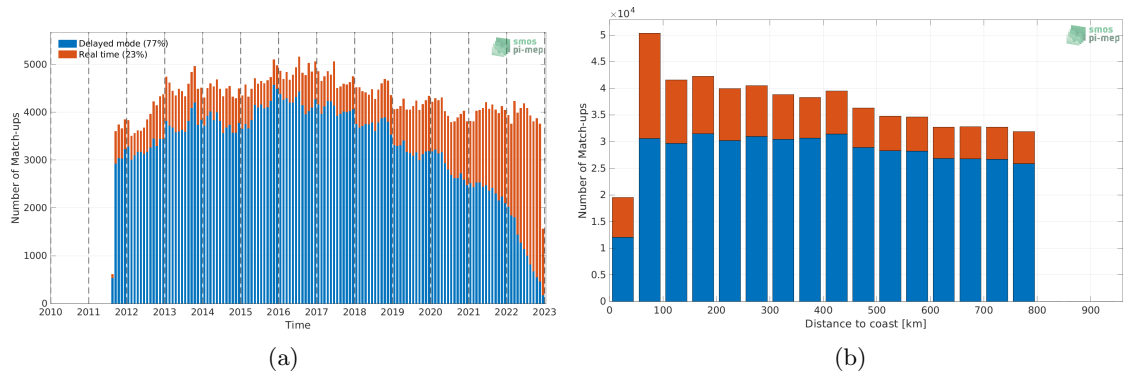 Delayed mode (77%)
Real time (23%)
smos
pi-mep
Number of Match-ups
5000
4000
3000
2000
1000
0
2010 2011 2012 2013 2014 2015 2016 2017 2018 2019 2020 2021 2022 2023
Time
(a)
×10⁴
smos
pi-mep
Number of Match-ups
5
4.5
4
3.5
3
2.5
2
1.5
1
0.5
0
0 100 200 300 400 500 600 700 800 900
Distance to coast [km]
(b)